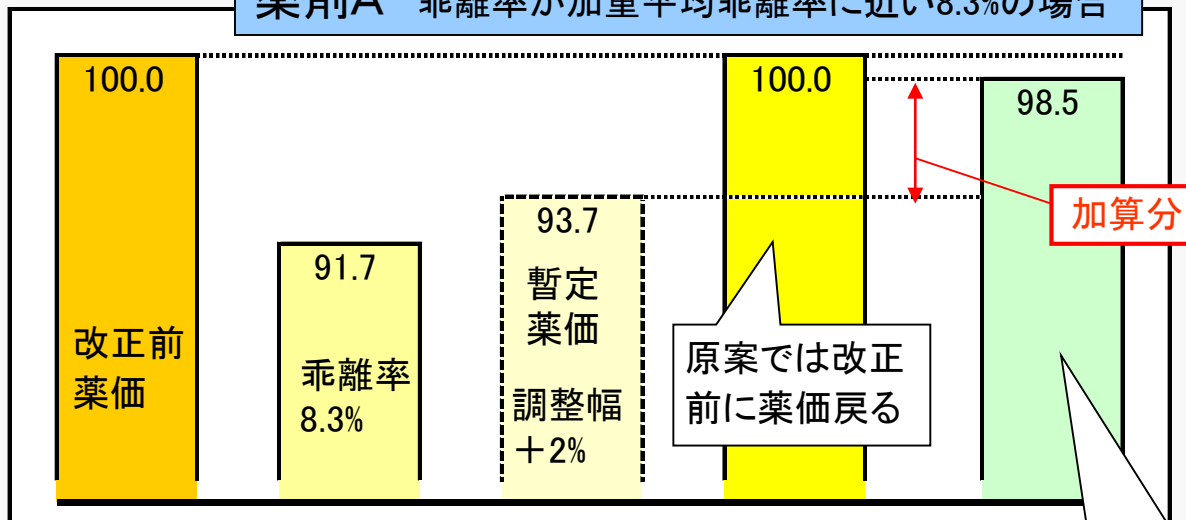 薬剤A 乖離率が加重平均乖離率に近い8.3%の場合
100.0
改正前
薬価
91.7
乖離率
8.3%
93.7
暫定
薬価
調整幅
＋2%
100.0
原案では改正
前に薬価戻る
98.5
加算分